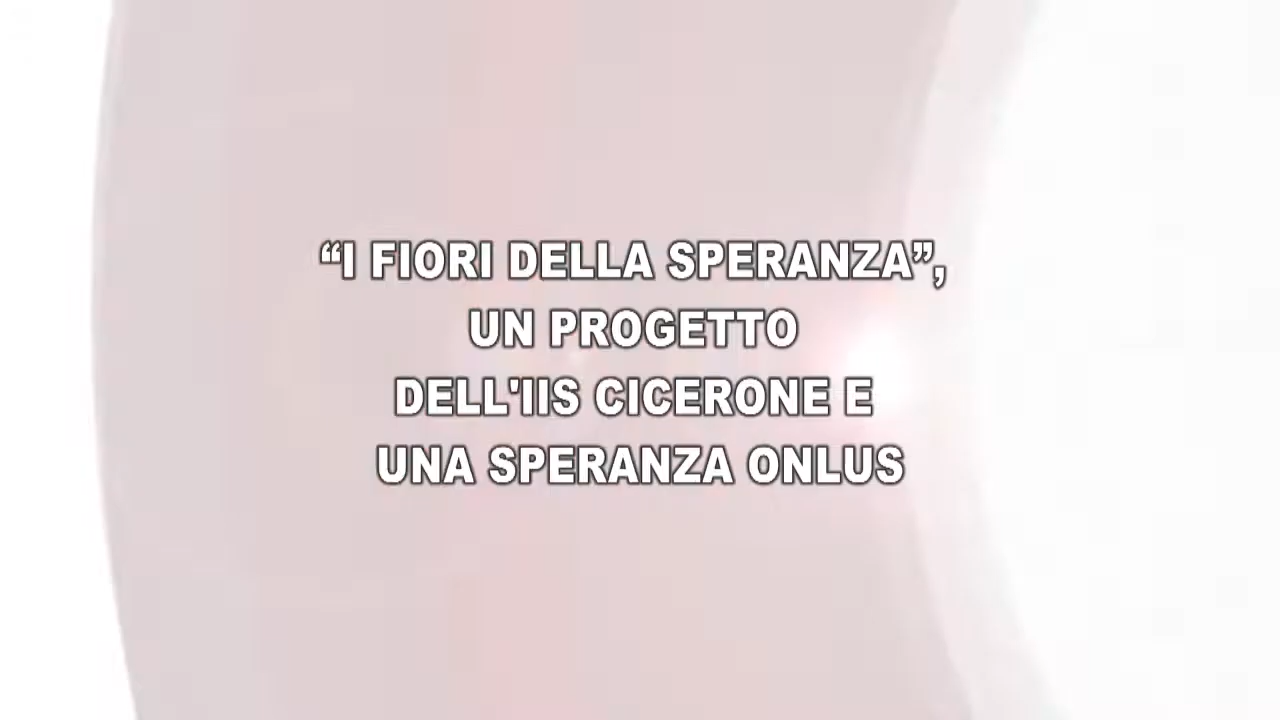 “I FIORI DELLA SPERANZA”,
UN PROGETTO
DELL'IIS CICERONE E
UNA SPERANZA ONLUS